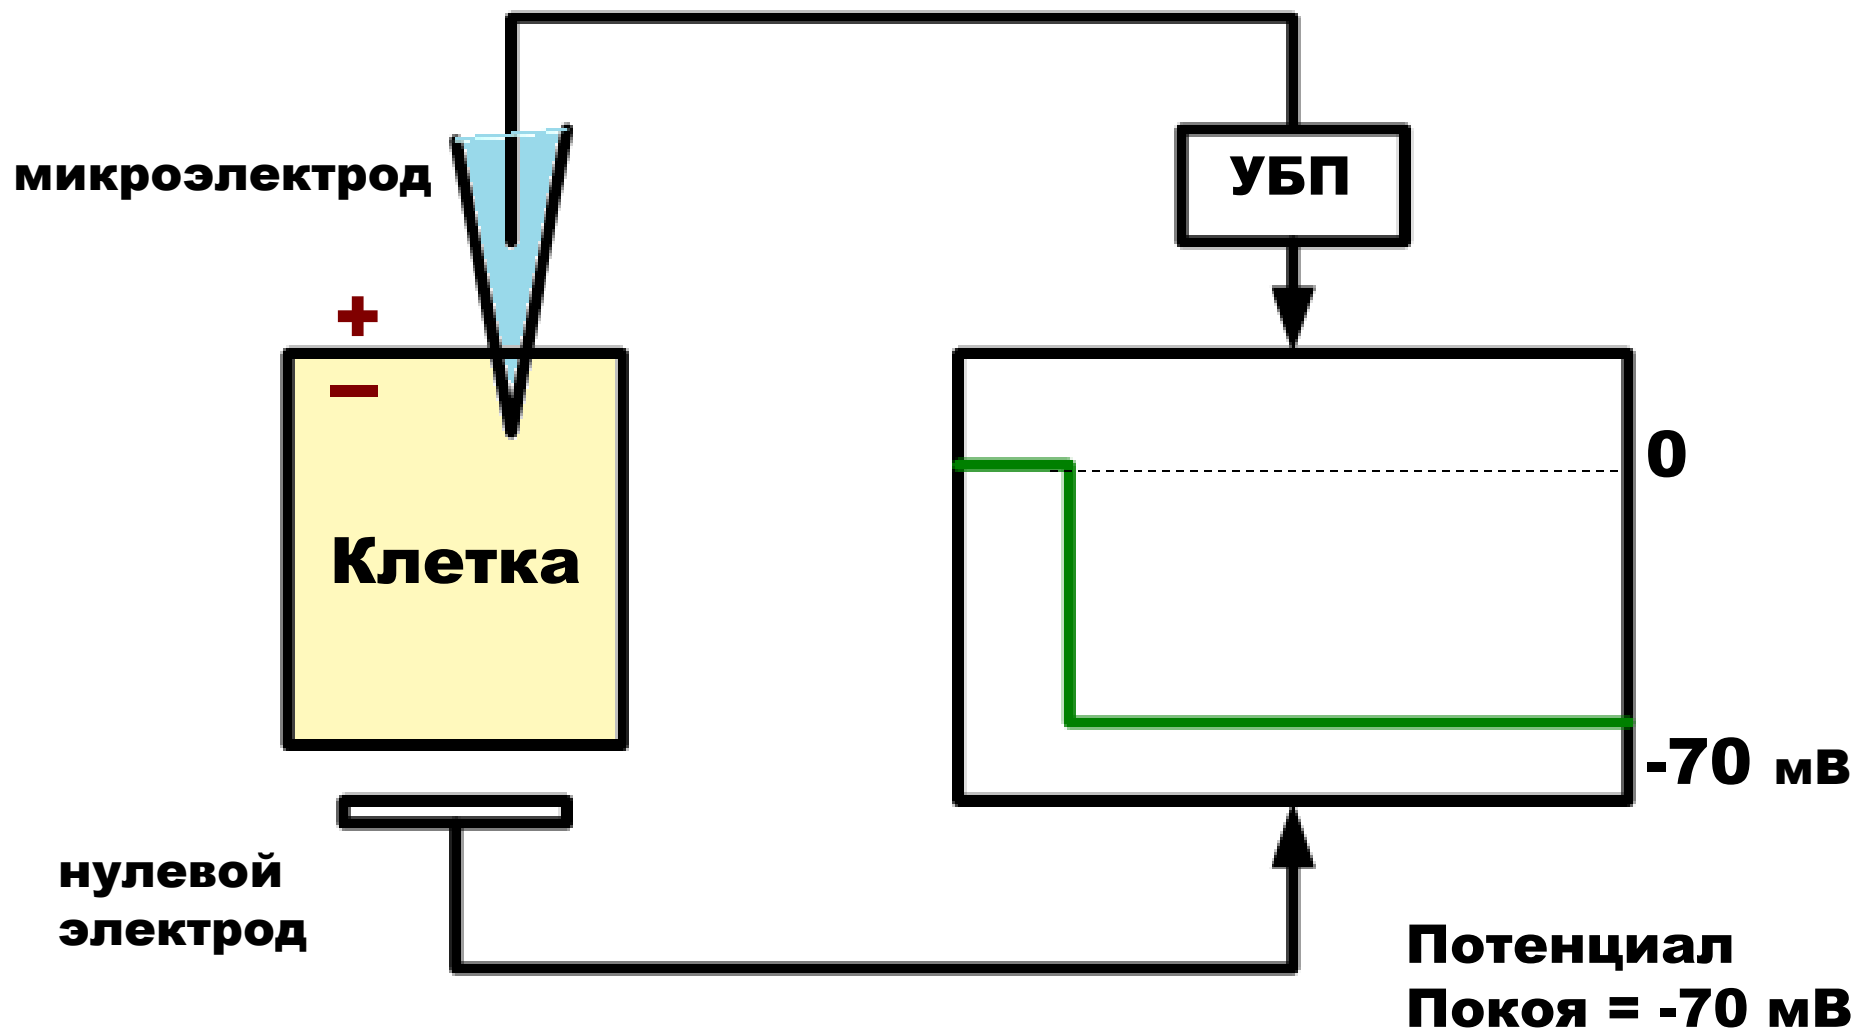 микроэлектрод
УБП
+
–
0
Клетка
-70 мВ
нулевой
электрод
Потенциал
Покоя = -70 мВ